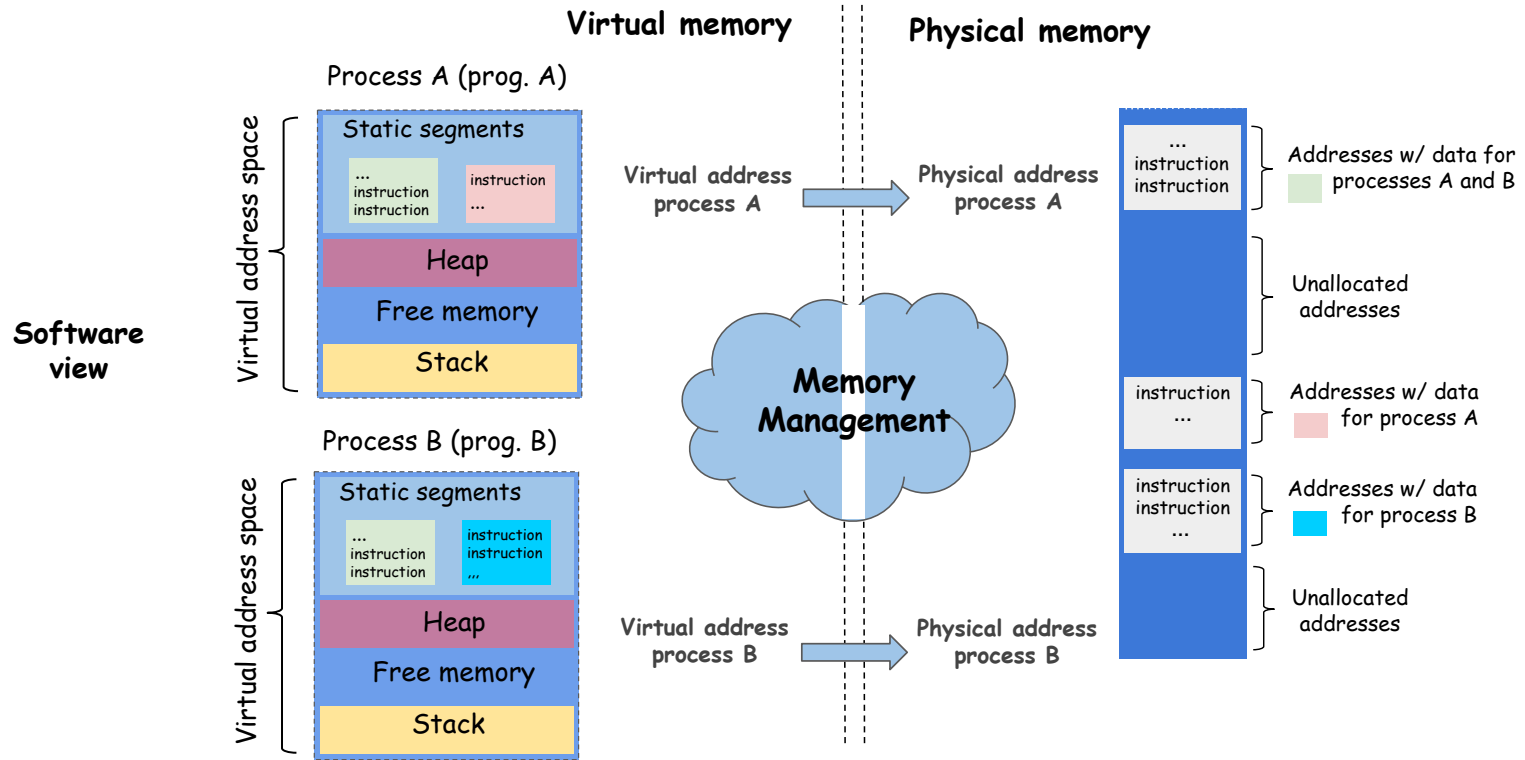 Virtual memory
Physical memory
Software
view
Process A (prog. A)
Virtual address space
Static segments
...
instruction
instruction
instruction
...
Heap
Free memory
Stack
Process B (prog. B)
Virtual address space
Static segments
...
instruction
instruction
instruction
instruction
,,,
Heap
Free memory
Stack
Virtual address
process A
Physical address
process A
Memory
Management
Virtual address
process B
Physical address
process B
...
instruction
instruction
Addresses w/ data for
processes A and B
Unallocated
addresses
instruction
...
Addresses w/ data
for process A
instruction
instruction
...
Addresses w/ data
for process B
Unallocated
addresses